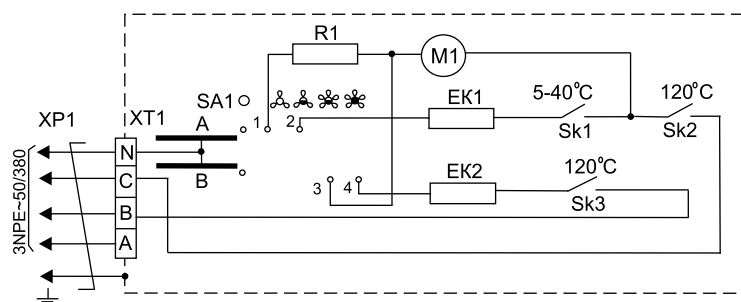 R1
M1
SA1
A
B
1
2
EK1
5-40°C
Sk1
120°C
Sk2
3
4
EK2
120°C
Sk3
XP1
XT1
N
C
B
A
3NPE~50/380